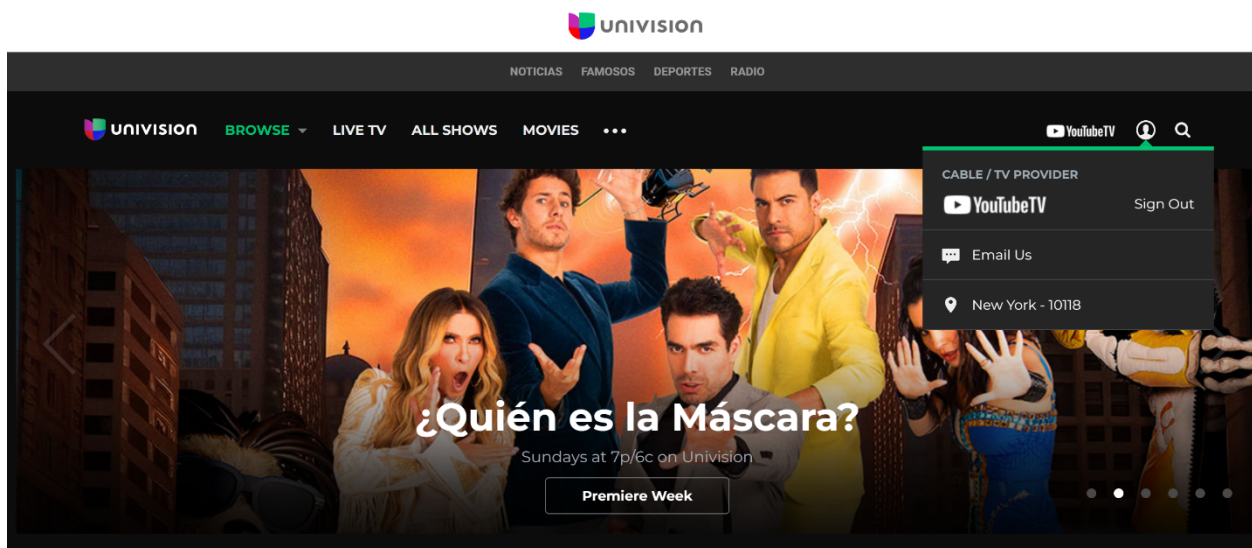 UNIVISION
NOTICIAS FAMOSOS DEPORTES RADIO
UNIVISION BROWSE LIVE TV ALL SHOWS MOVIES ••• YouTubeTV
CABLE / TV PROVIDER
YouTubeTV Sign Out
Email Us
New York - 10118
¿Quién es la Máscara?
Sundays at 7p/6c on Univision
Premiere Week